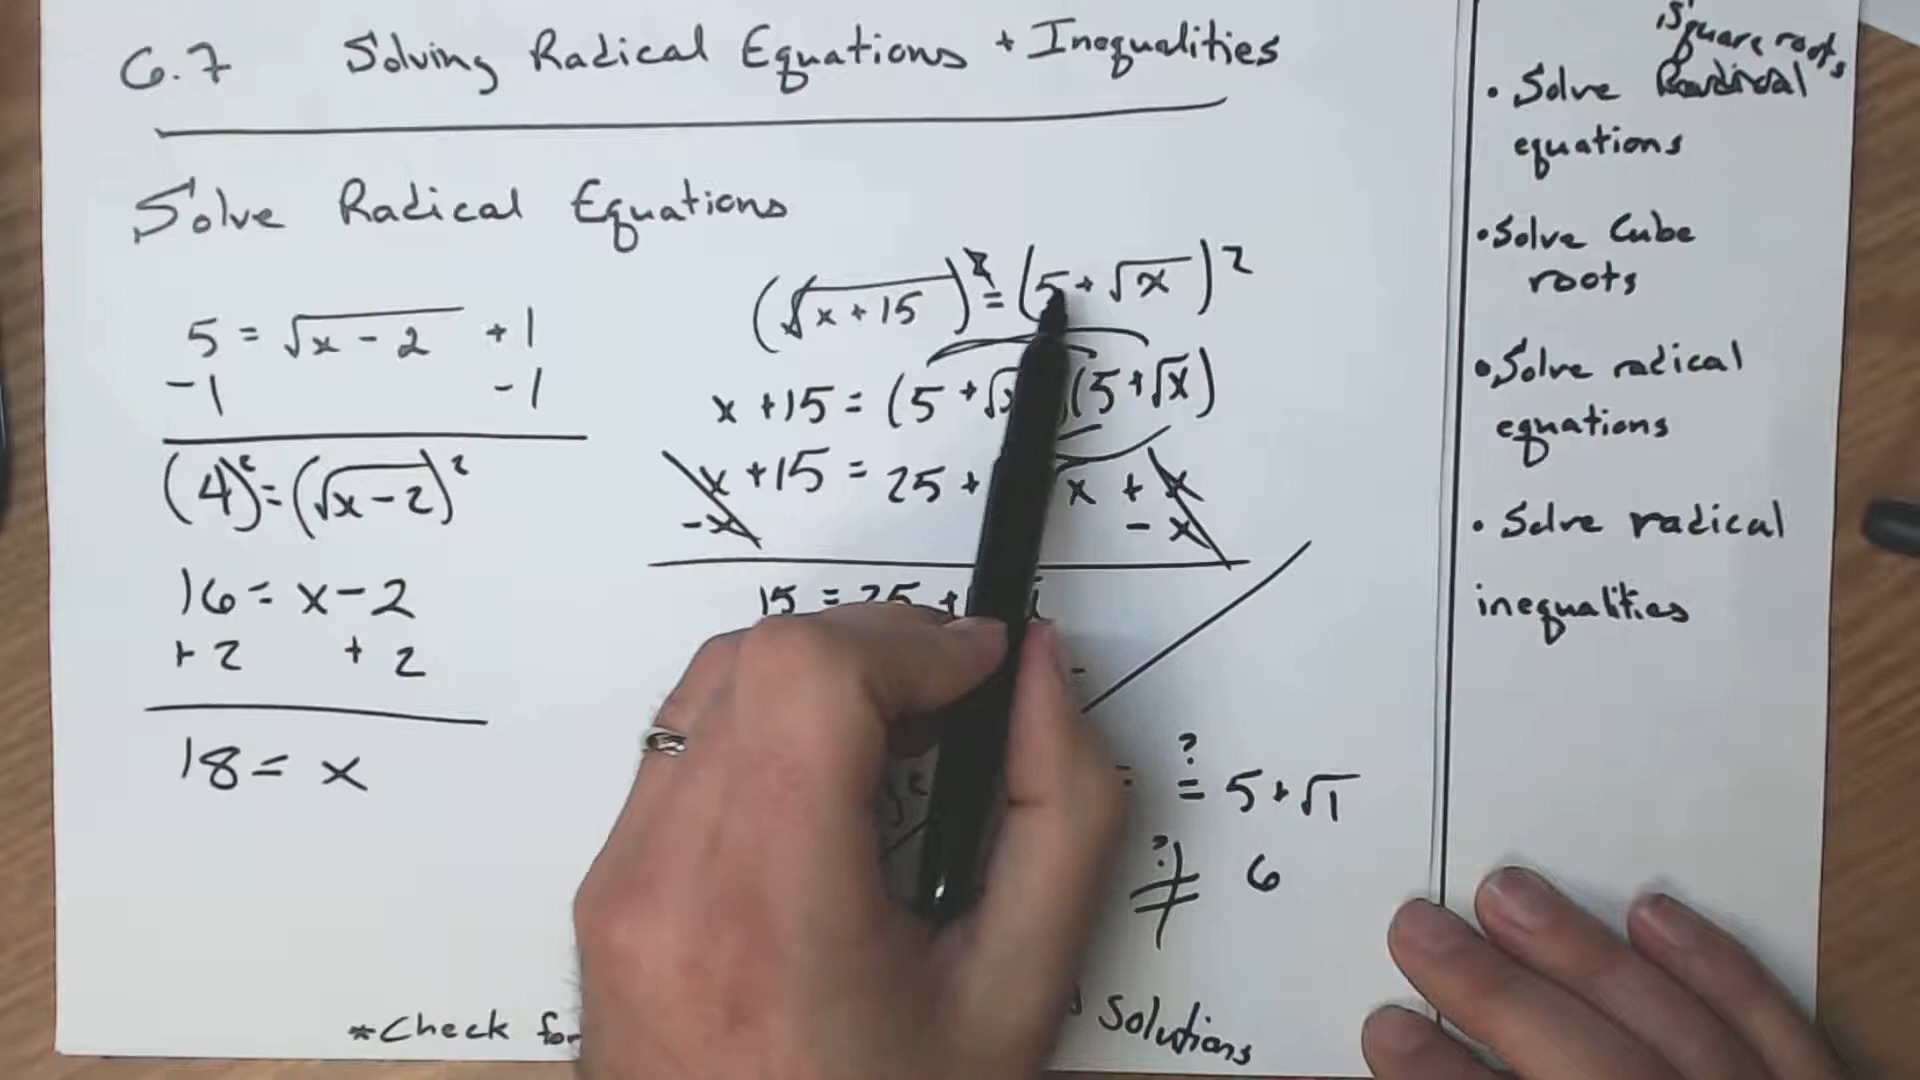 6.7 Solving Radical Equations + Inequalities
Solve Radical Equations
5 = √x - 2 + 1
-1 -1
(4)² = (√x - 2)²
16 = x - 2
+2 + 2
18 = x
(√x + 15)² = (5 + √x)²
x + 15 = (5 + √x (5 + √x)
x + 15 = 25 + x + x
-x - x
15 = 25 +
-
= ≟ 5 + √1
≠ 6
*Check for Solutions
square roots
• Solve Radical
equations
• Solve Cube
roots
• Solve radical
equations
• Solve radical
inequalities